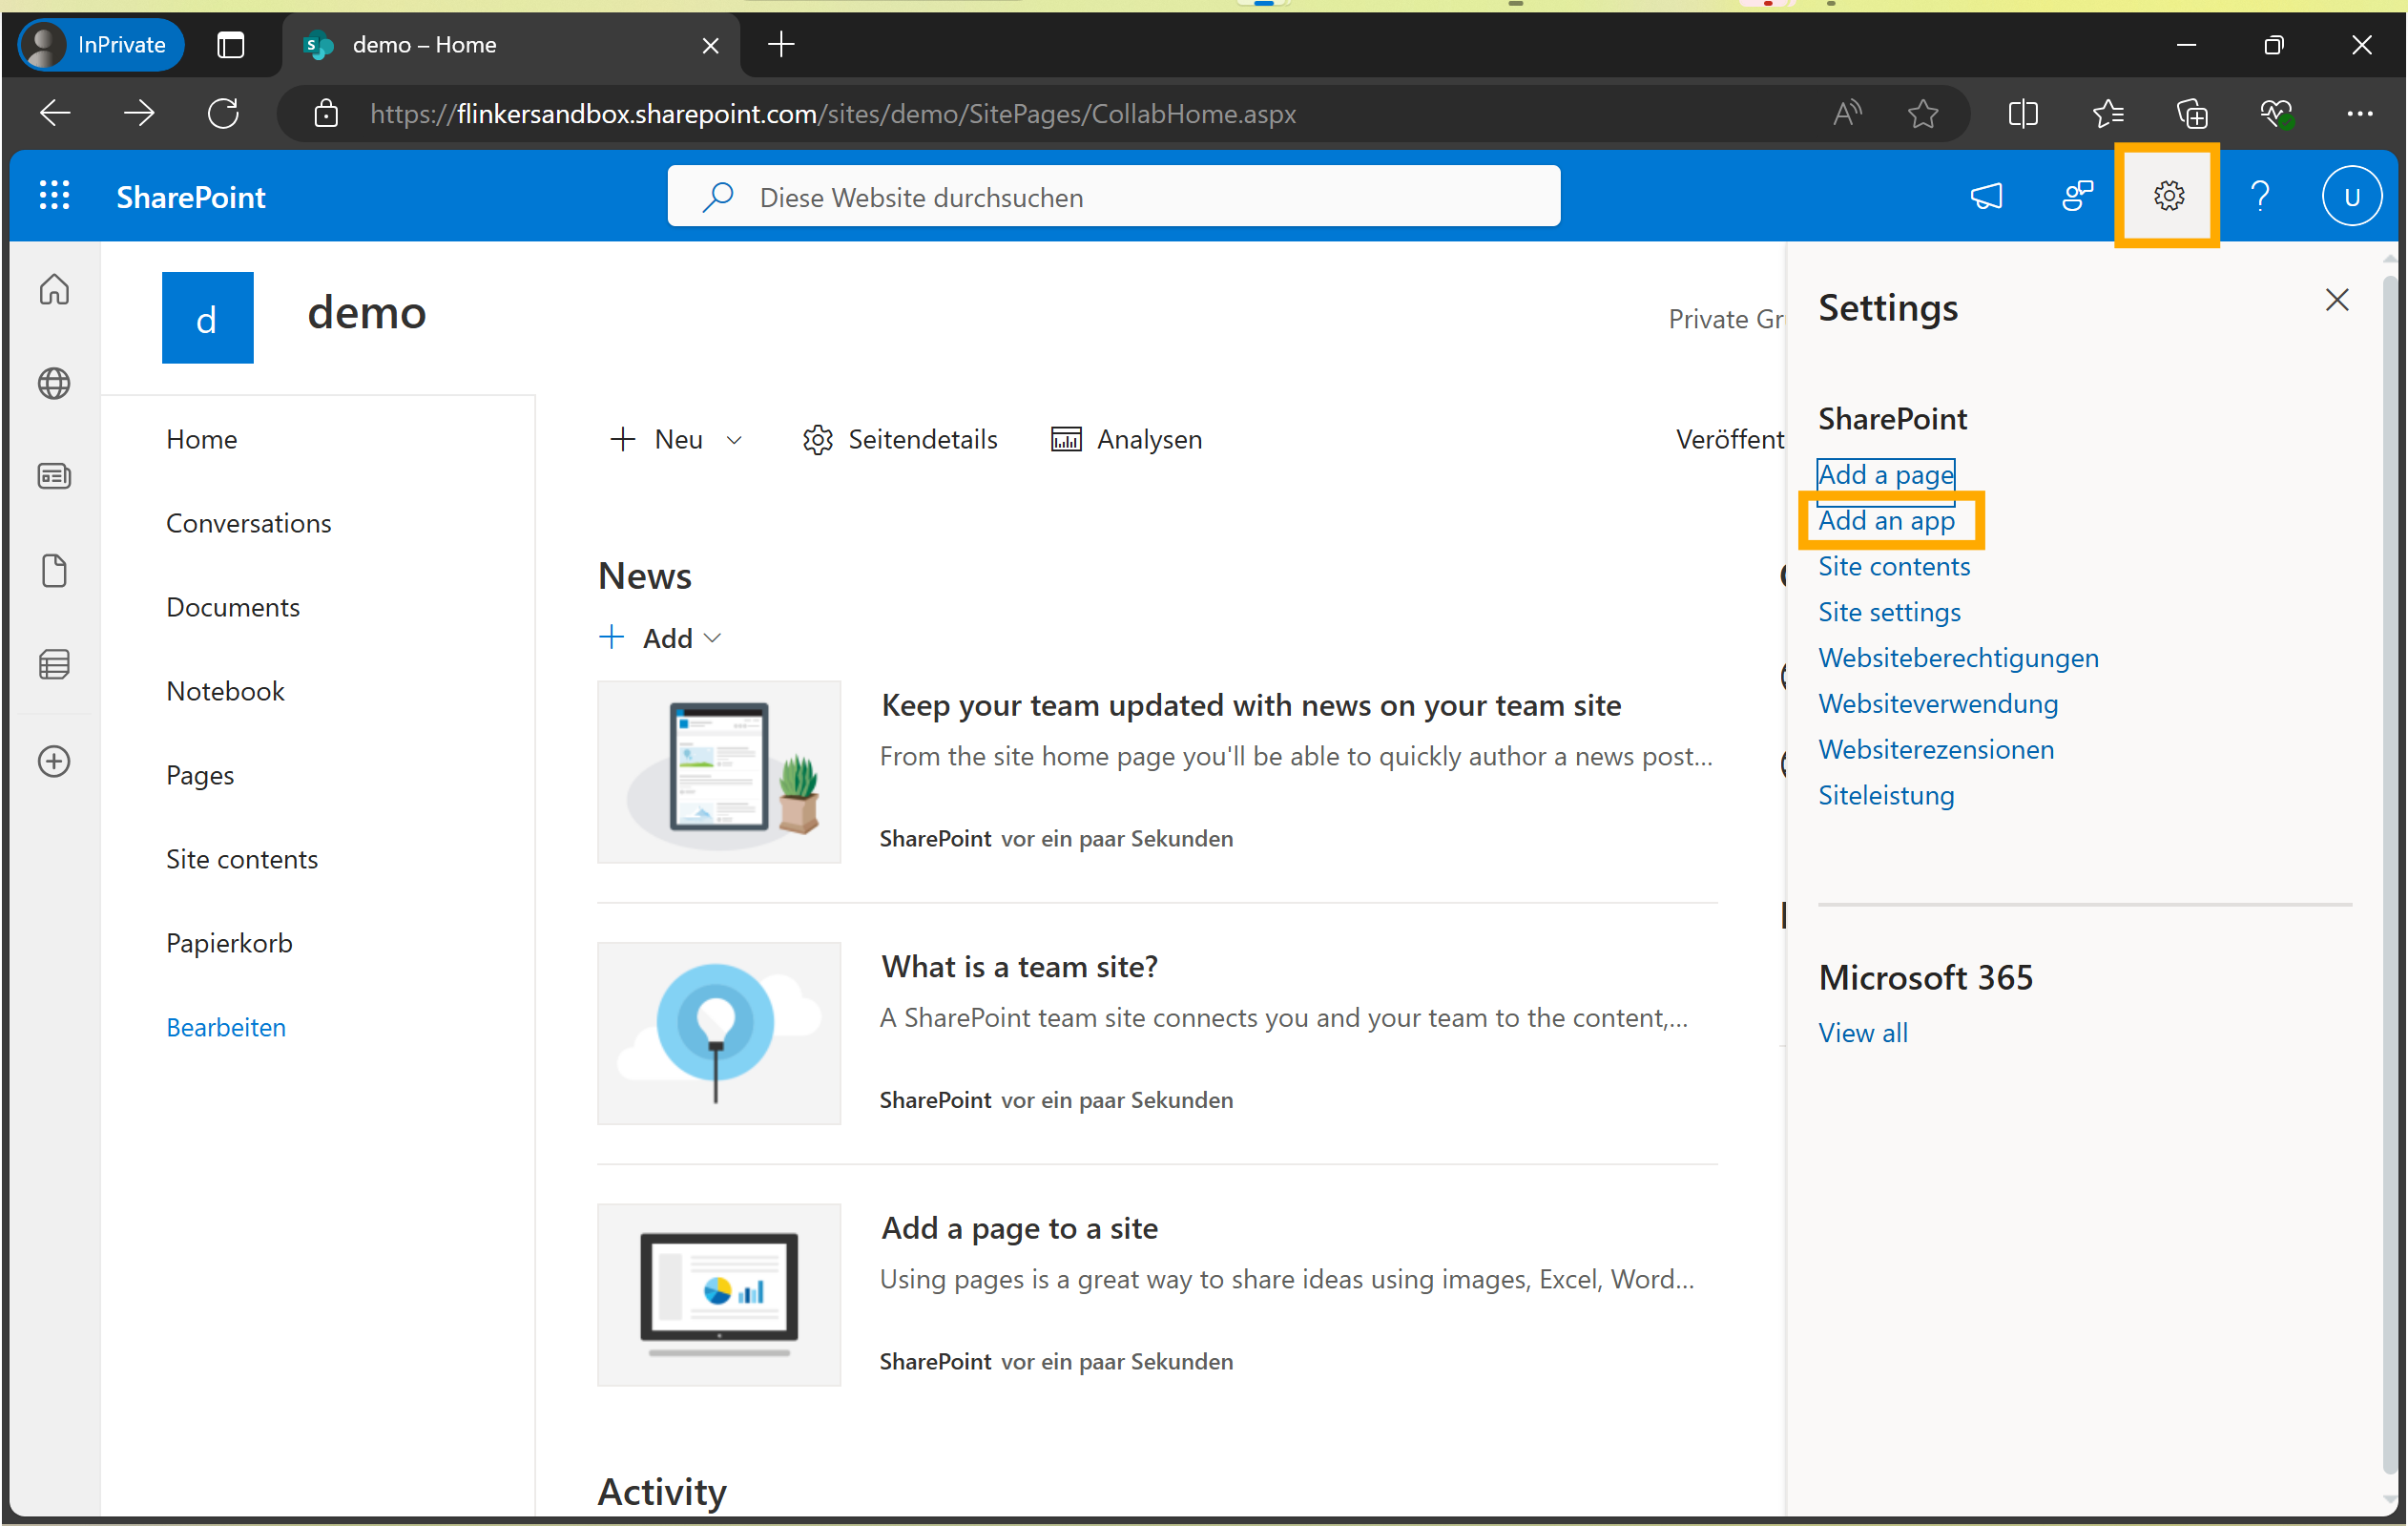 InPrivate
demo – Home
https://flinkersandbox.sharepoint.com/sites/demo/SitePages/CollabHome.aspx
SharePoint
Diese Website durchsuchen
U
d
demo
Private Gr
Home
Conversations
Documents
Notebook
Pages
Site contents
Papierkorb
Bearbeiten
Neu
Seitendetails
Analysen
Veröffent
News
Add
Keep your team updated with news on your team site
From the site home page you'll be able to quickly author a news post...
SharePoint vor ein paar Sekunden
What is a team site?
A SharePoint team site connects you and your team to the content,...
SharePoint vor ein paar Sekunden
Add a page to a site
Using pages is a great way to share ideas using images, Excel, Word...
SharePoint vor ein paar Sekunden
Activity
Settings
SharePoint
Add a page
Add an app
Site contents
Site settings
Websiteberechtigungen
Websiteverwendung
Websiterezensionen
Siteleistung
Microsoft 365
View all